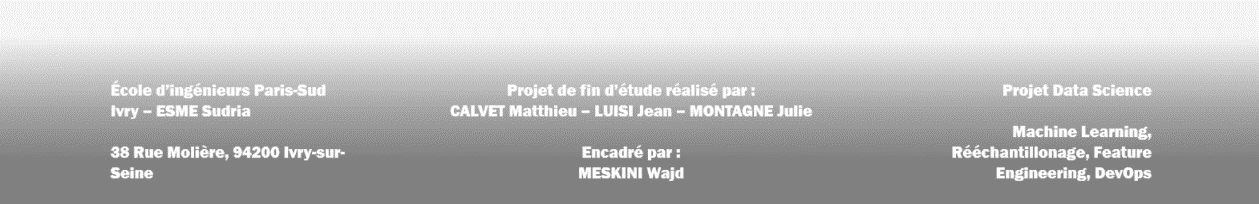 École d'ingénieurs Paris-Sud
Ivry – ESME Sudria
38 Rue Molière, 94200 Ivry-sur-
Seine
Projet de fin d'étude réalisé par :
CALVET Matthieu – LUISI Jean – MONTAGNE Julie
Encadré par :
MESKINI Wajd
Projet Data Science
Machine Learning,
Rééchantillonage, Feature
Engineering, DevOps